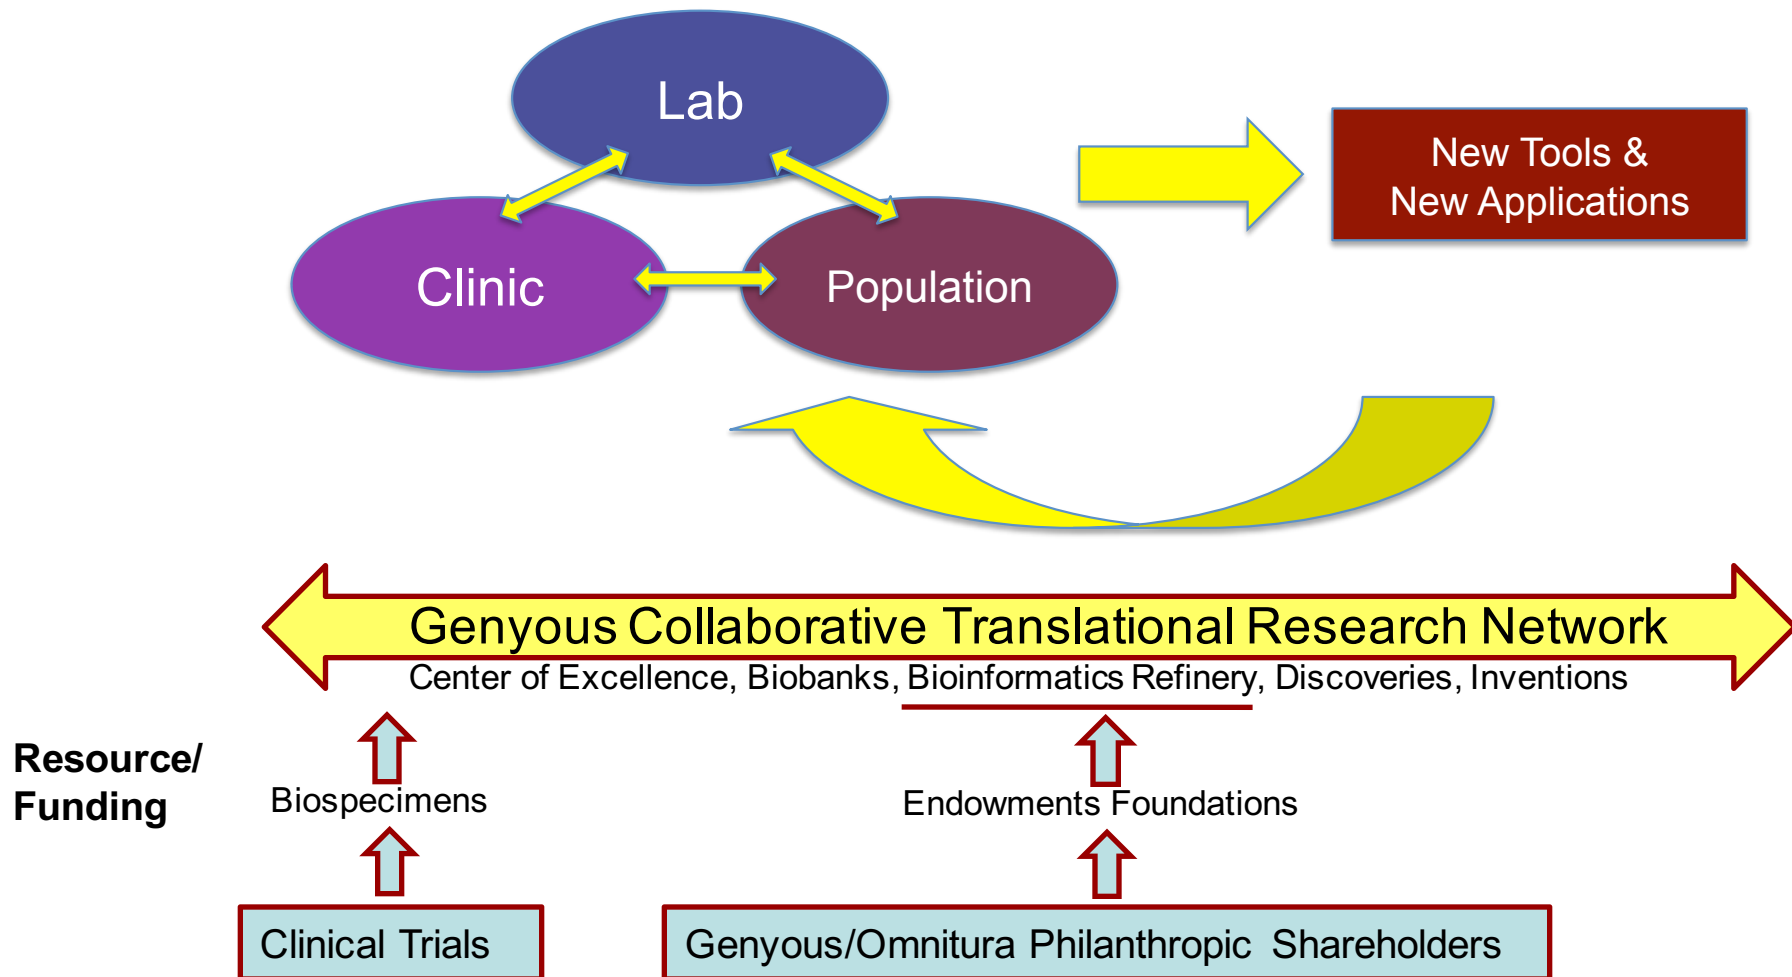 Lab
Clinic
Population
New Tools &
New Applications
Genyous Collaborative Translational Research Network
Center of Excellence, Biobanks, Bioinformatics Refinery, Discoveries, Inventions
Resource/
Funding
Biospecimens
Endowments Foundations
Clinical Trials
Genyous/Omnitura Philanthropic Shareholders